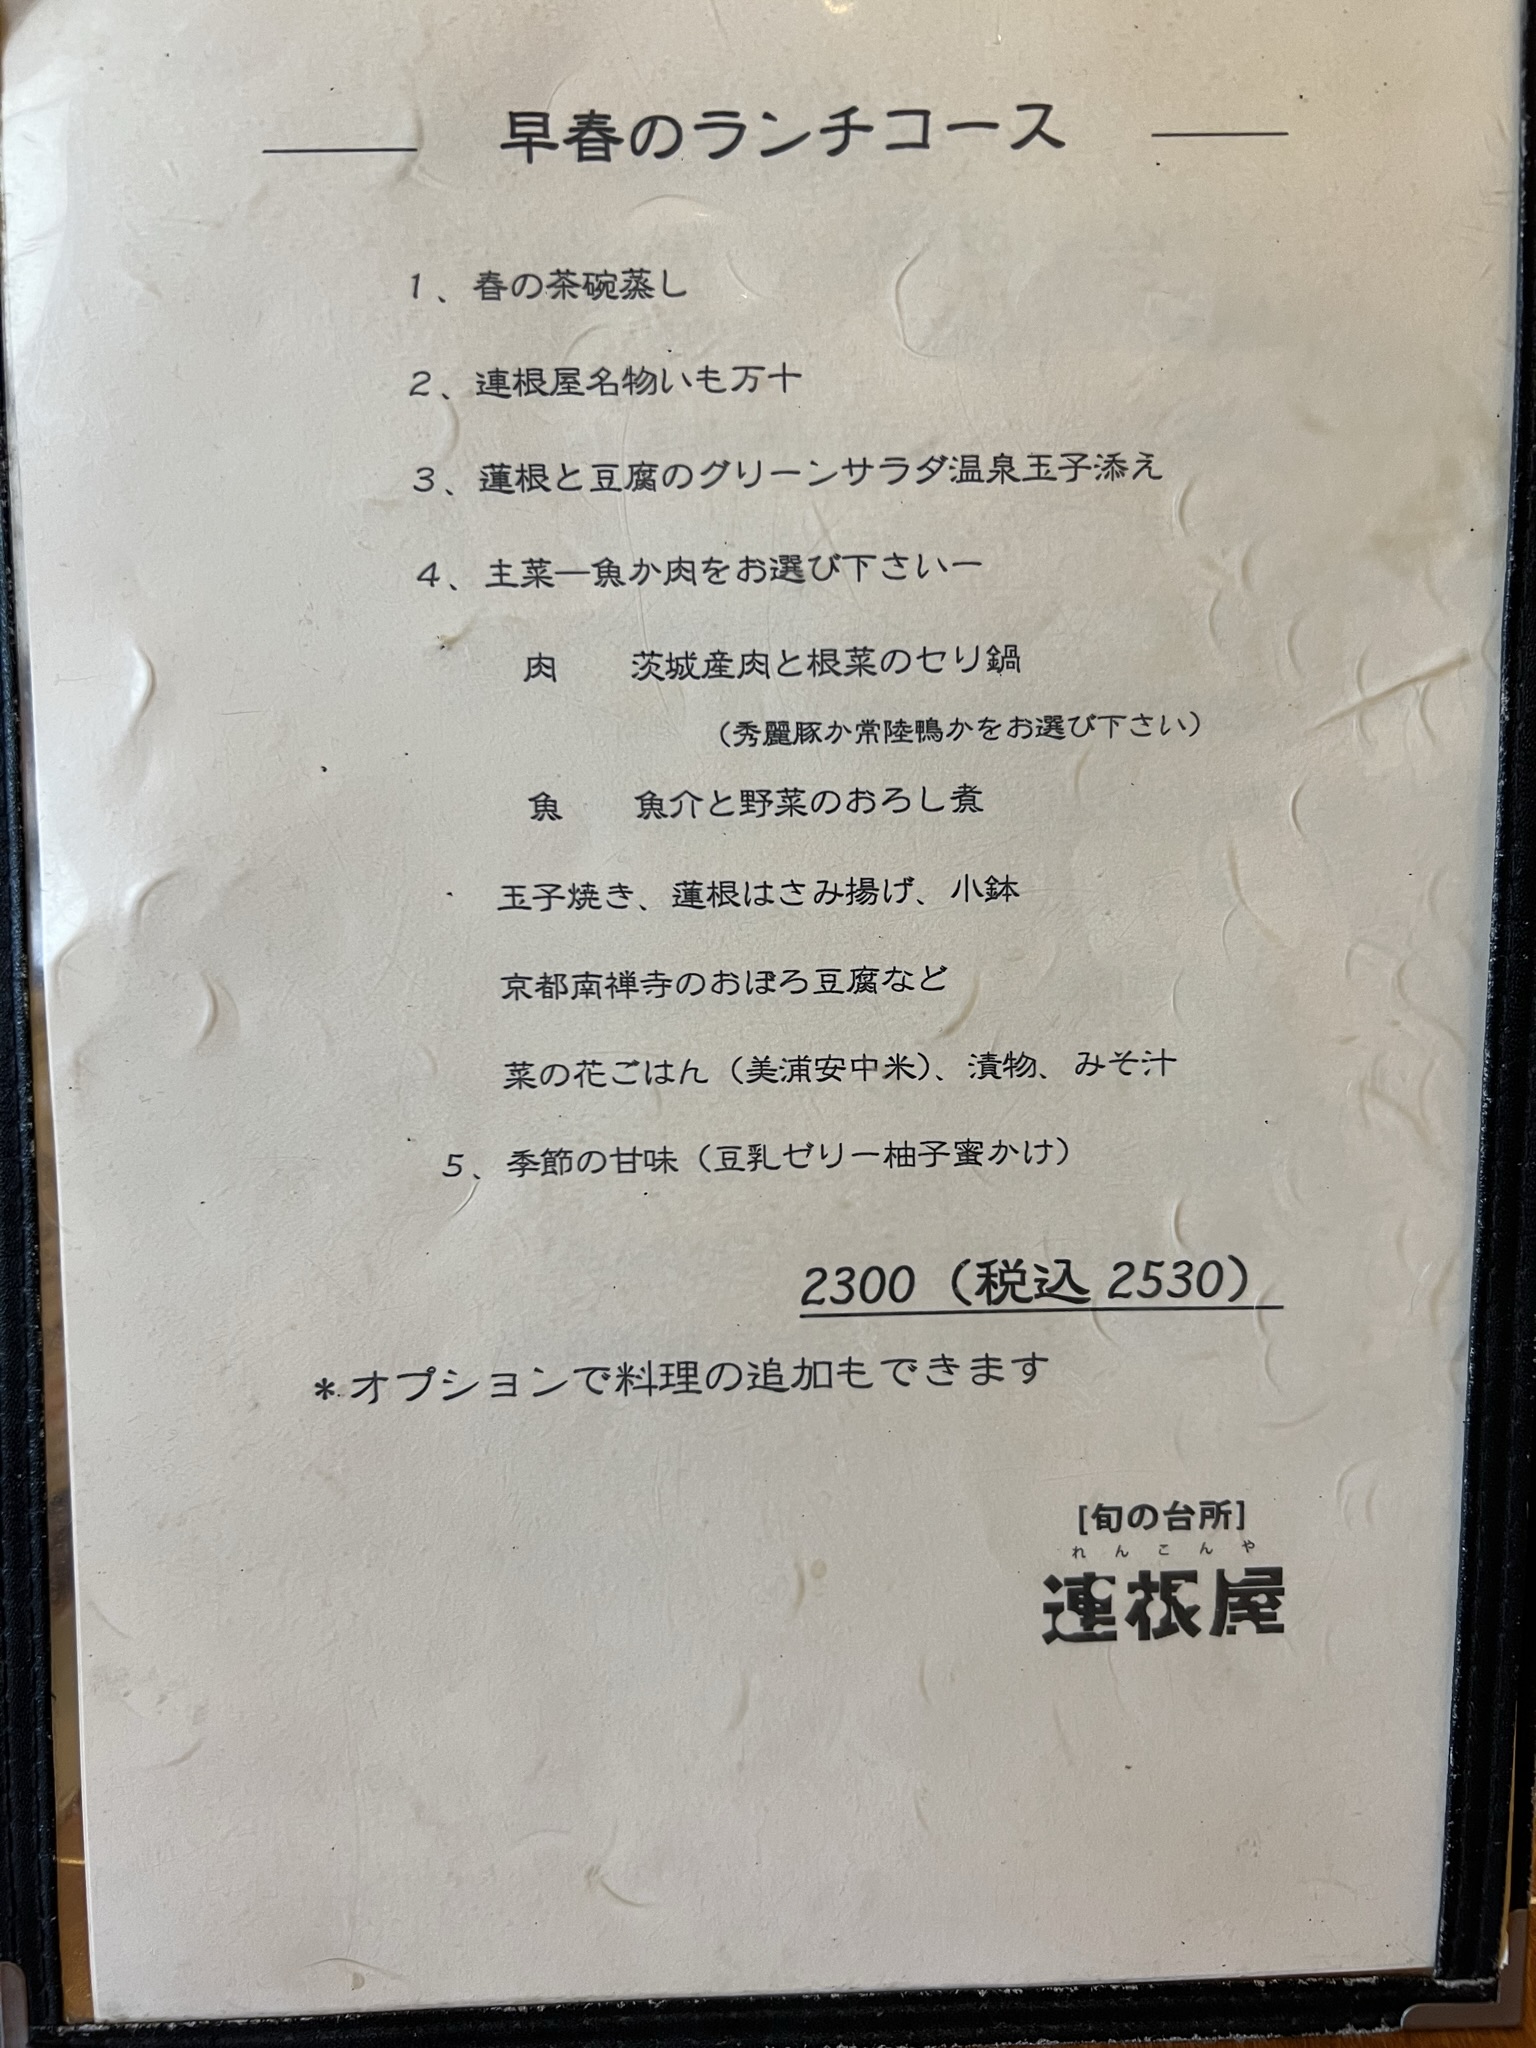 早春のランチコース
1、春の茶碗蒸し
2、連根屋名物いも万十
3、蓮根と豆腐のグリーンサラダ温泉玉子添え
4、主菜―魚か肉をお選び下さいー
肉　茨城産肉と根菜のセリ鍋
（秀麗豚か常陸鴨かをお選び下さい）
魚　魚介と野菜のおろし煮
玉子焼き、蓮根はさみ揚げ、小鉢
京都南禅寺のおぼろ豆腐など
菜の花ごはん（美浦安中米）、漬物、みそ汁
5、季節の甘味（豆乳ゼリー柚子蜜かけ）
2300（税込 2530）
＊オプションで料理の追加もできます
[旬の台所]
れんこんや
連根屋